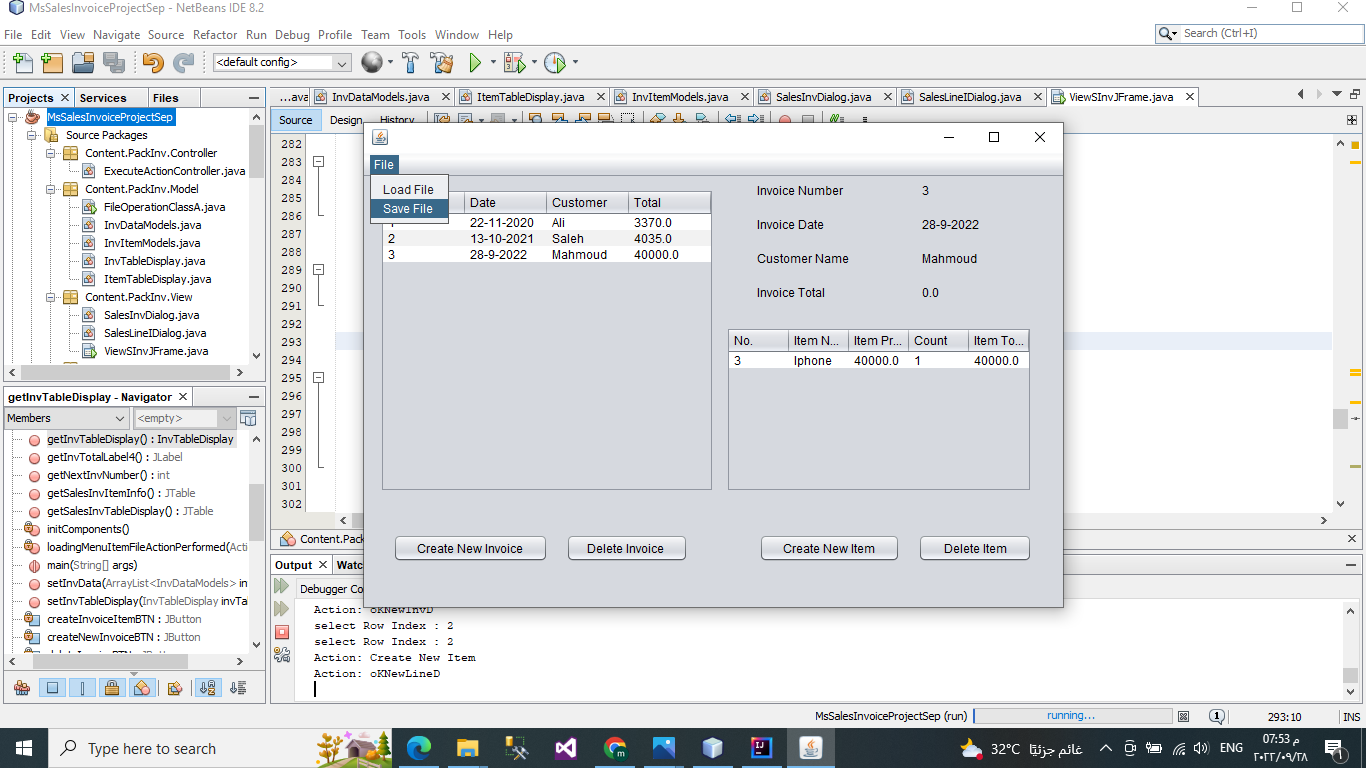 MsSalesInvoiceProjectSep - NetBeans IDE 8.2
File Edit View Navigate Source Refactor Run Debug Profile Team Tools Window Help
Search (Ctrl+I)
<default config>
Projects Services Files
MsSalesInvoiceProjectSep
Source Packages
Content.PackInv.Controller
ExecuteActionController.java
Content.PackInv.Model
FileOperationClassA.java
InvDataModels.java
InvItemModels.java
InvTableDisplay.java
ItemTableDisplay.java
Content.PackInv.View
SalesInvDialog.java
SalesLineIDialog.java
ViewSInvJFrame.java
getInvTableDisplay - Navigator
Members <empty>
getInvTableDisplay() : InvTableDisplay
getInvTotalLabel4() : JLabel
getNextInvNumber() : int
getSalesInvItemInfo() : JTable
getSalesInvTableDisplay() : JTable
initComponents()
loadingMenuItemFileActionPerformed(Acti
main(String[] args)
setInvData(ArrayList<InvDataModels> in
setInvTableDisplay(InvTableDisplay invTa
createInvoiceItemBTN : JButton
createNewInvoiceBTN : JButton
...ava InvDataModels.java ItemTableDisplay.java InvItemModels.java SalesInvDialog.java SalesLineIDialog.java ViewSInvJFrame.java
Source Design History
282
283
284
285
286
287
288
289
290
291
292
293
294
295
296
297
298
299
300
301
302
File
Load File
Save File
Date Customer Total
1 22-11-2020 Ali 3370.0
2 13-10-2021 Saleh 4035.0
3 28-9-2022 Mahmoud 40000.0
Invoice Number 3
Invoice Date 28-9-2022
Customer Name Mahmoud
Invoice Total 0.0
No. Item N... Item Pr... Count Item To...
3 Iphone 40000.0 1 40000.0
Create New Invoice Delete Invoice Create New Item Delete Item
Content.Pack
Output Watc
Debugger Co
Action: oKNewInvD
select Row Index : 2
select Row Index : 2
Action: Create New Item
Action: oKNewLineD
MsSalesInvoiceProjectSep (run) running... 1 293:10 INS
Type here to search
32°C غائم جزئيًا ENG
07:53 م
٢٠٢٢/٠٩/٢٨
1